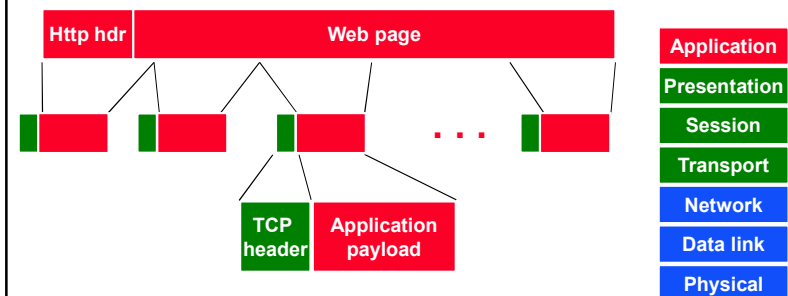 Http hdr
Web page
. . .
TCP
header
Application
payload
Application
Presentation
Session
Transport
Network
Data link
Physical